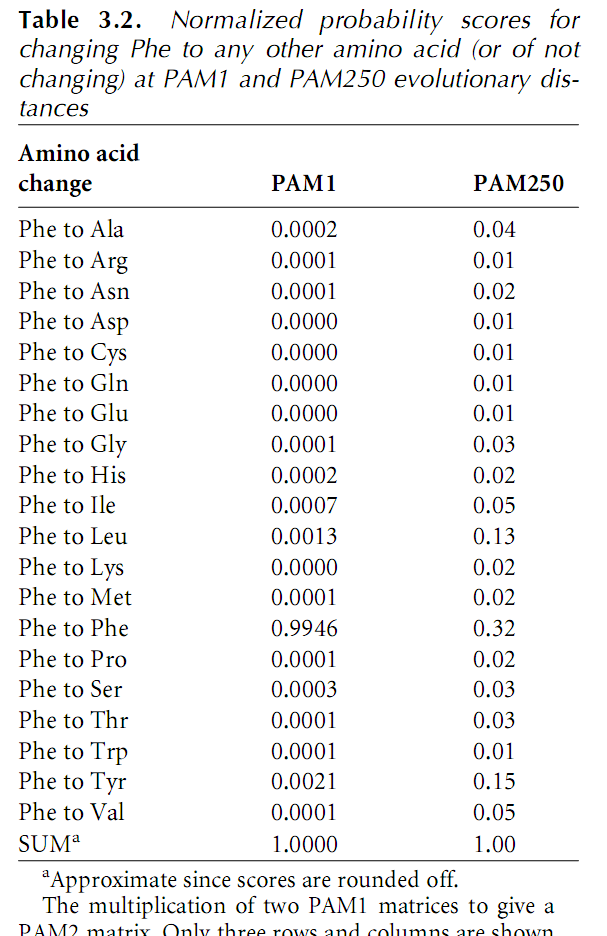 Table 3.2. Normalized probability scores for
changing Phe to any other amino acid (or of not
changing) at PAM1 and PAM250 evolutionary dis-
tances
Amino acid
change PAM1 PAM250
Phe to Ala 0.0002 0.04
Phe to Arg 0.0001 0.01
Phe to Asn 0.0001 0.02
Phe to Asp 0.0000 0.01
Phe to Cys 0.0000 0.01
Phe to Gln 0.0000 0.01
Phe to Glu 0.0000 0.01
Phe to Gly 0.0001 0.03
Phe to His 0.0002 0.02
Phe to Ile 0.0007 0.05
Phe to Leu 0.0013 0.13
Phe to Lys 0.0000 0.02
Phe to Met 0.0001 0.02
Phe to Phe 0.9946 0.32
Phe to Pro 0.0001 0.02
Phe to Ser 0.0003 0.03
Phe to Thr 0.0001 0.03
Phe to Trp 0.0001 0.01
Phe to Tyr 0.0021 0.15
Phe to Val 0.0001 0.05
SUMᵃ 1.0000 1.00
ᵃApproximate since scores are rounded off.
The multiplication of two PAM1 matrices to give a
PAM2 matrix. Only three rows and columns are shown